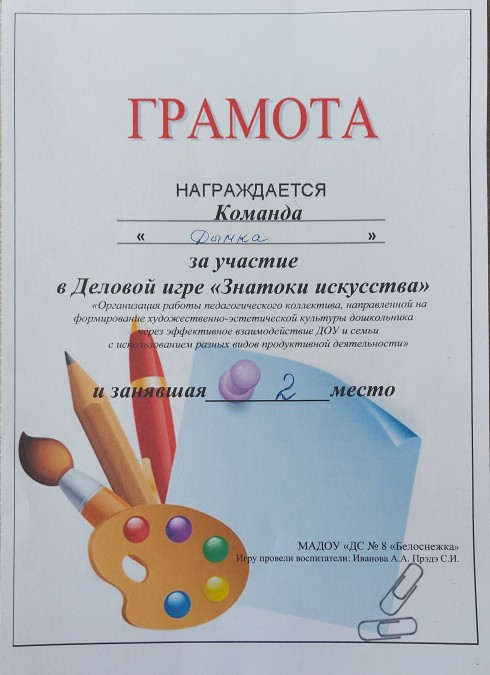 ГРАМОТА
НАГРАЖДАЕТСЯ
Команда
« Дымка »
за участие
в Деловой игре «Знатоки искусства»
«Организация работы педагогического коллектива, направленной на
формирование художественно-эстетической культуры дошкольника
через эффективное взаимодействие ДОУ и семьи
с использованием разных видов продуктивной деятельности»
и занявшая 2 место
МАДОУ «ДС № 8 «Белоснежка»
Игру провели воспитатели: Иванова А.А. Прэдэ С.И.